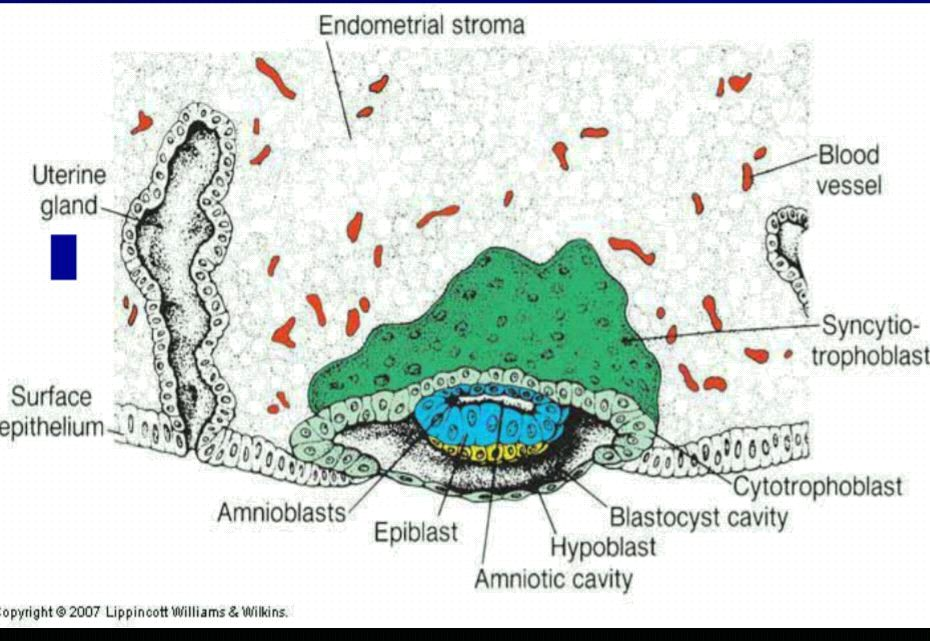 Endometrial stroma
Blood
vessel
Uterine
gland
Syncytio-
trophoblast
Surface
epithelium
Cytotrophoblast
Amnioblasts
Blastocyst cavity
Epiblast
Hypoblast
Amniotic cavity
opyright © 2007 Lippincott Williams & Wilkins.